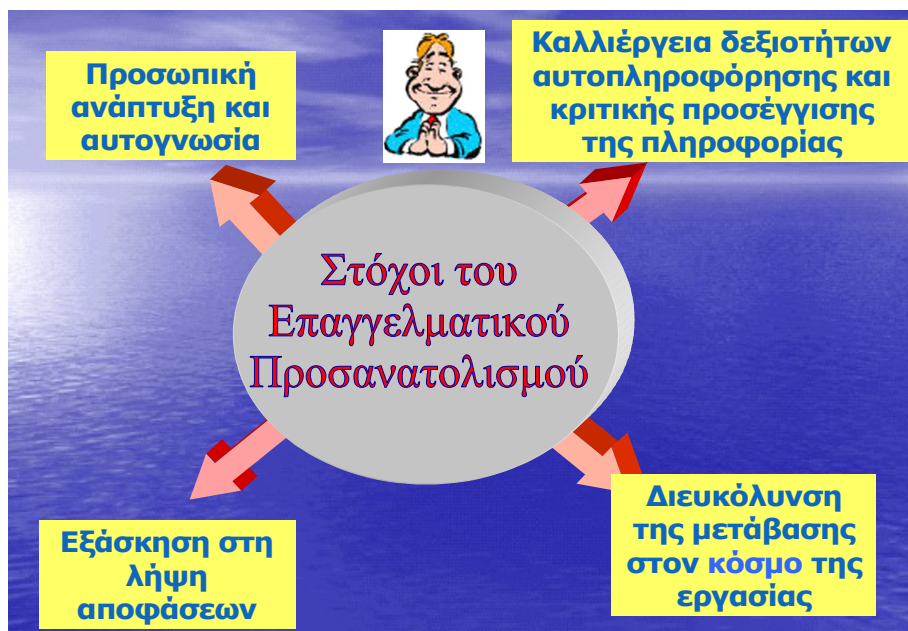 Προσωπική
ανάπτυξη και
αυτογνωσία
Καλλιέργεια δεξιοτήτων
αυτοπληροφόρησης και
κριτικής προσέγγισης
της πληροφορίας
Στόχοι του
Επαγγελματικού
Προσανατολισμού
Εξάσκηση στη
λήψη
αποφάσεων
Διευκόλυνση
της μετάβασης
στον κόσμο της
εργασίας